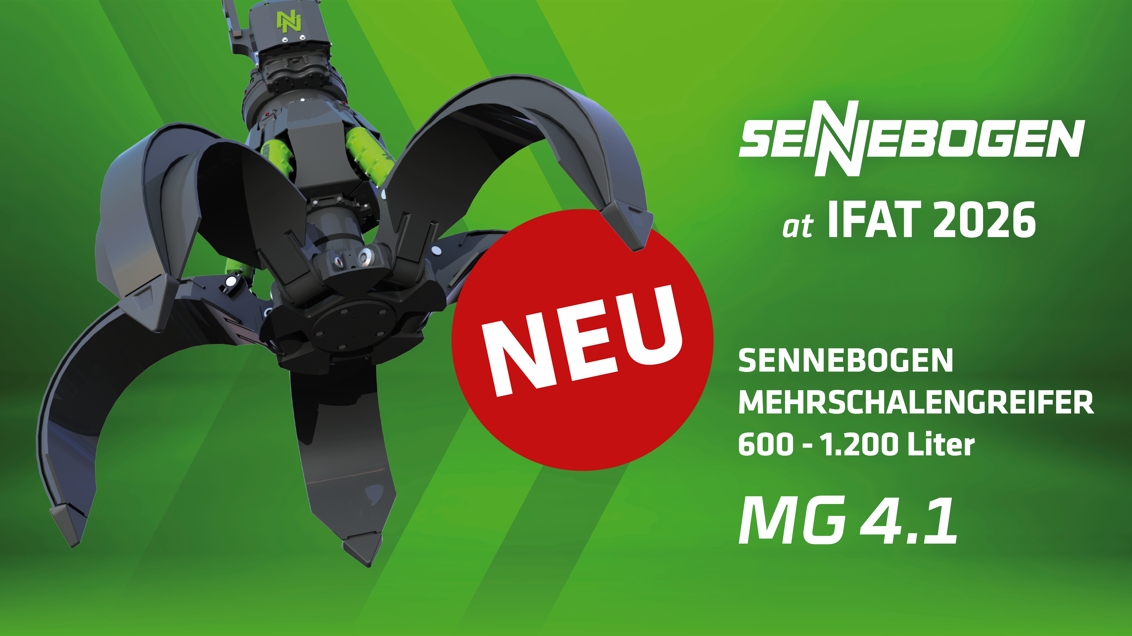 NEU
SENNEBOGEN
at IFAT 2026
SENNEBOGEN
MEHRSCHALENGREIFER
600 - 1.200 Liter
MG 4.1